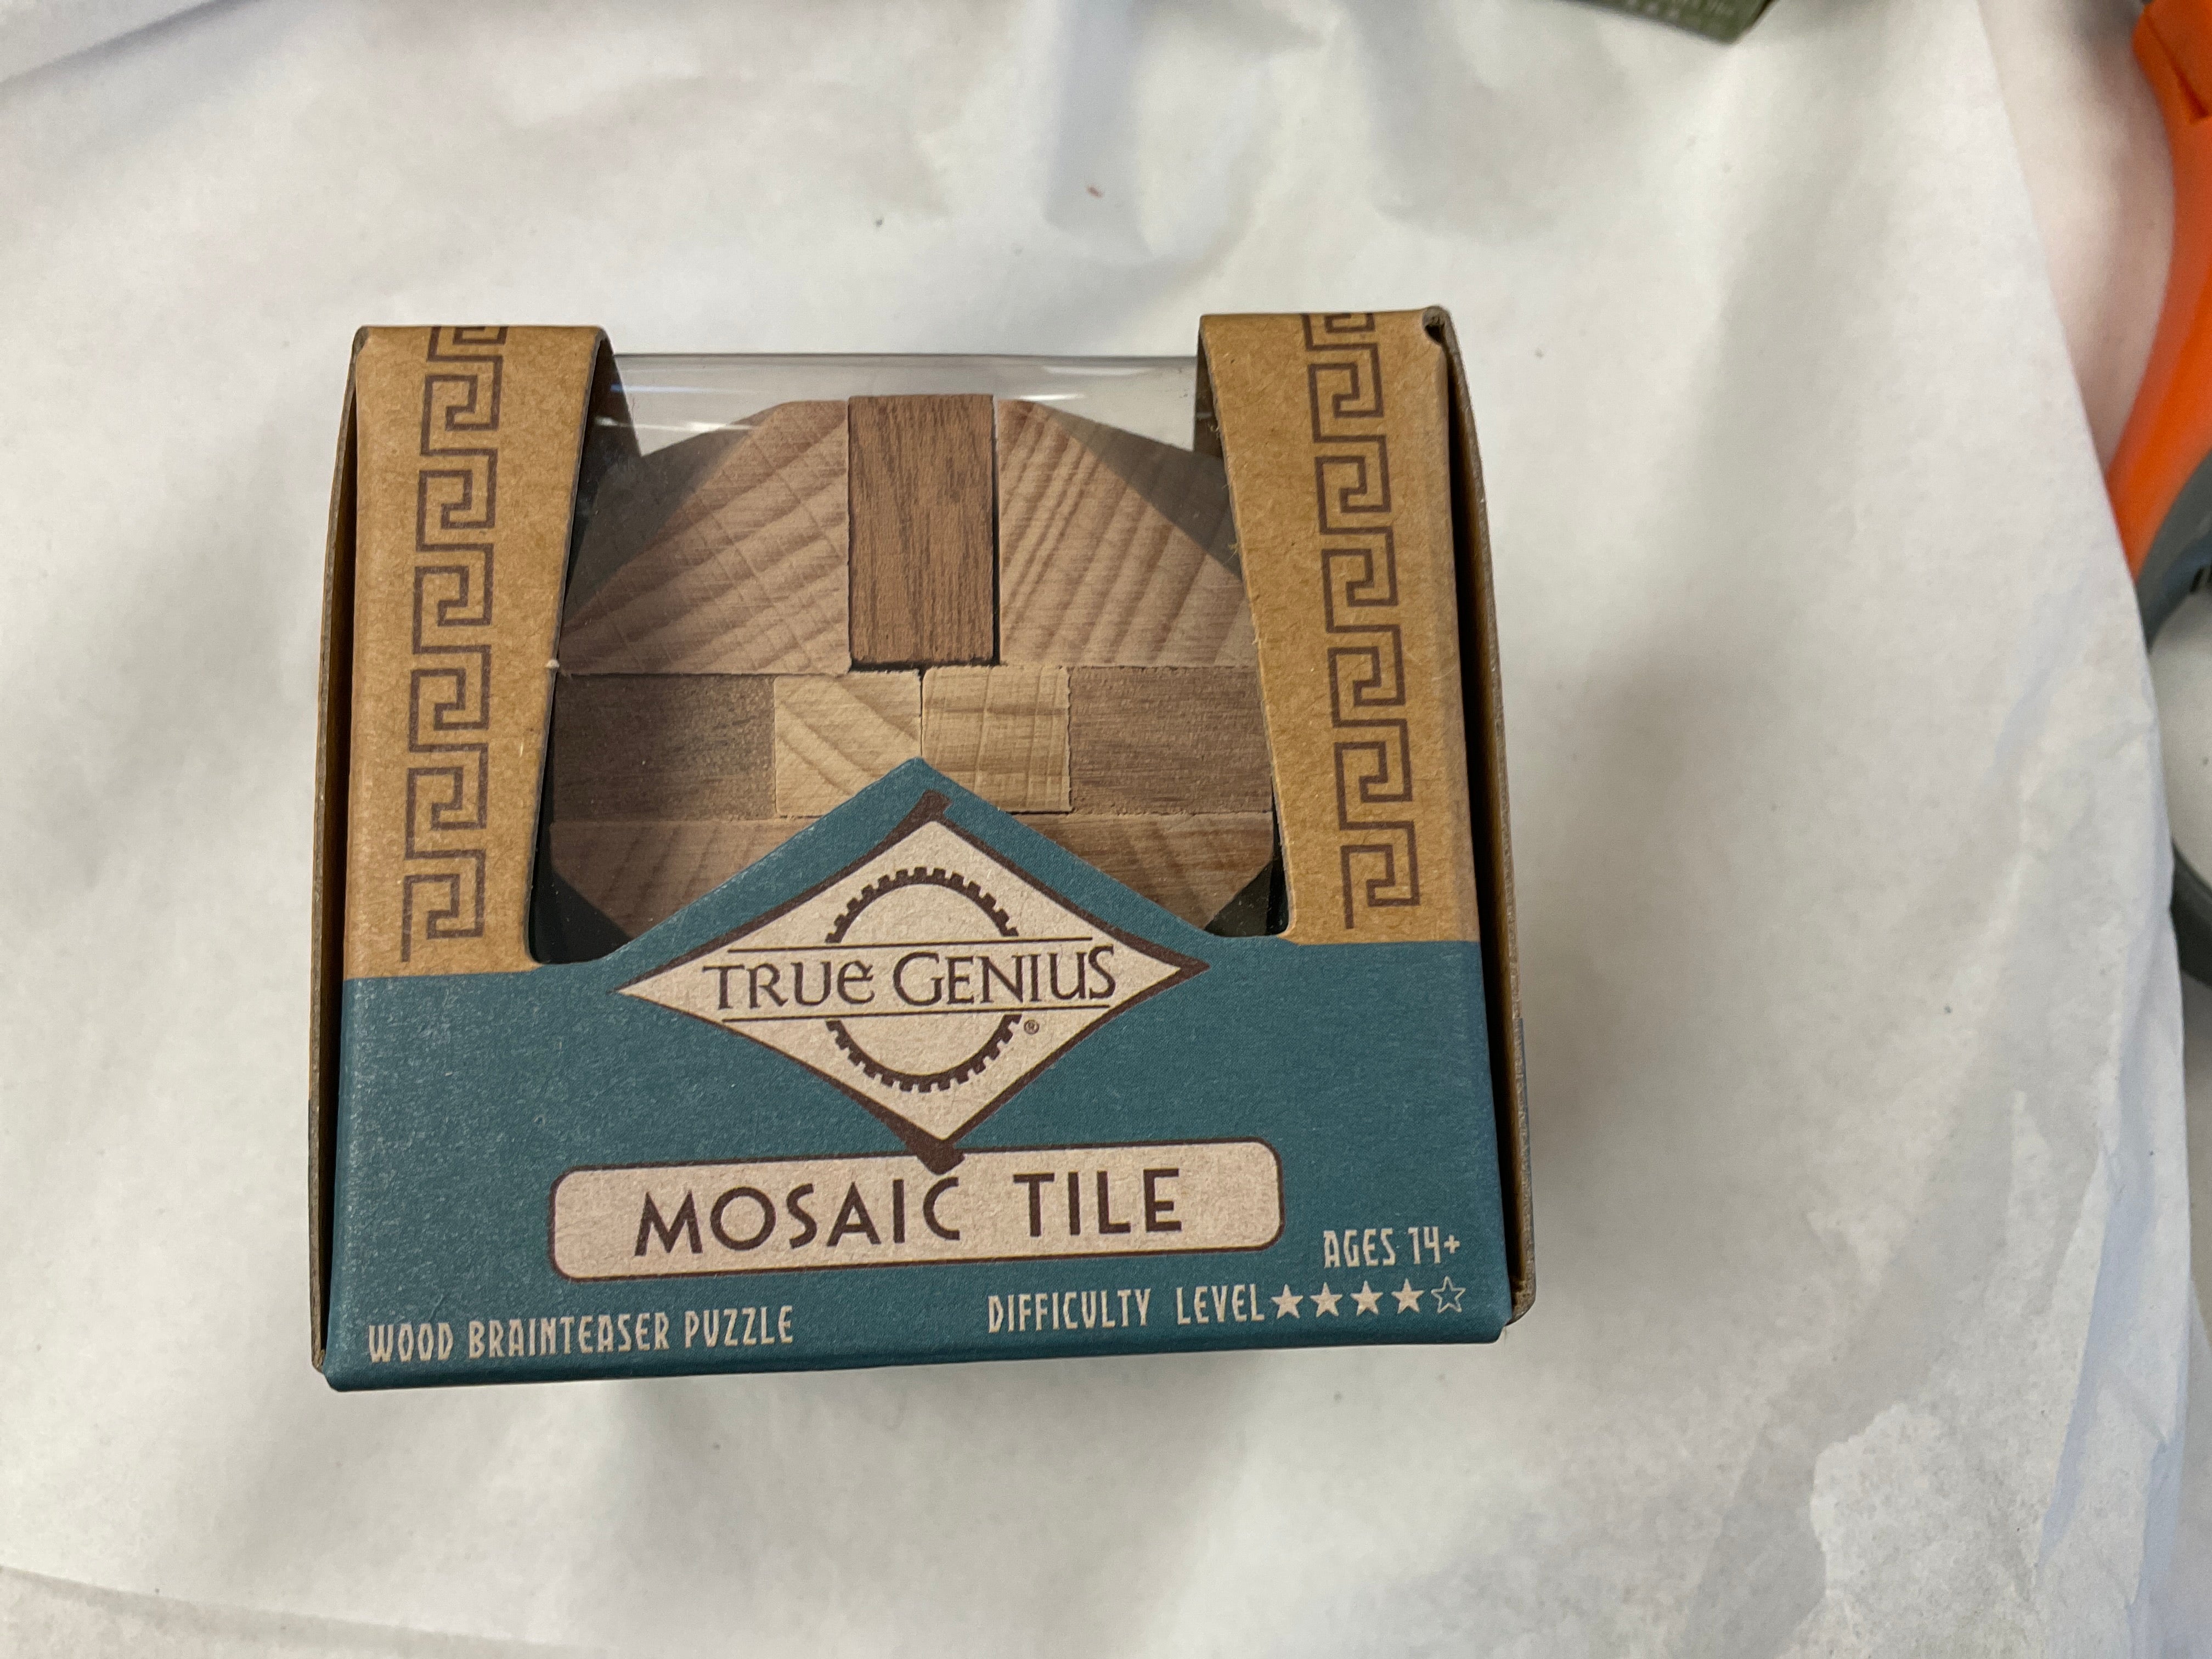 TRUE GENIUS
®
MOSAIC TILE
AGES 14+
WOOD BRAINTEASER PUZZLE
DIFFICULTY LEVEL ★★★★☆